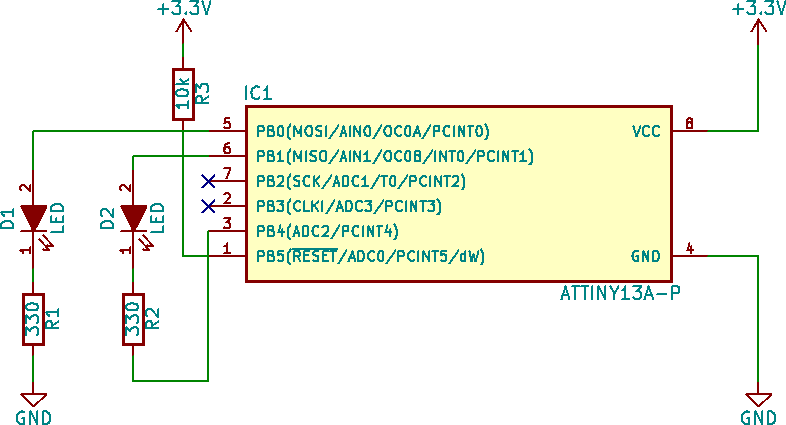 +3.3V
+3.3V
10k
R3
IC1
5
PB0(MOSI/AIN0/OC0A/PCINT0)
VCC
8
6
PB1(MISO/AIN1/OC0B/INT0/PCINT1)
7
PB2(SCK/ADC1/T0/PCINT2)
2
PB3(CLKI/ADC3/PCINT3)
3
PB4(ADC2/PCINT4)
1
PB5(RESET/ADC0/PCINT5/dW)
GND
4
ATTINY13A-P
2
D1
LED
1
2
D2
LED
1
330
R1
330
R2
GND
GND